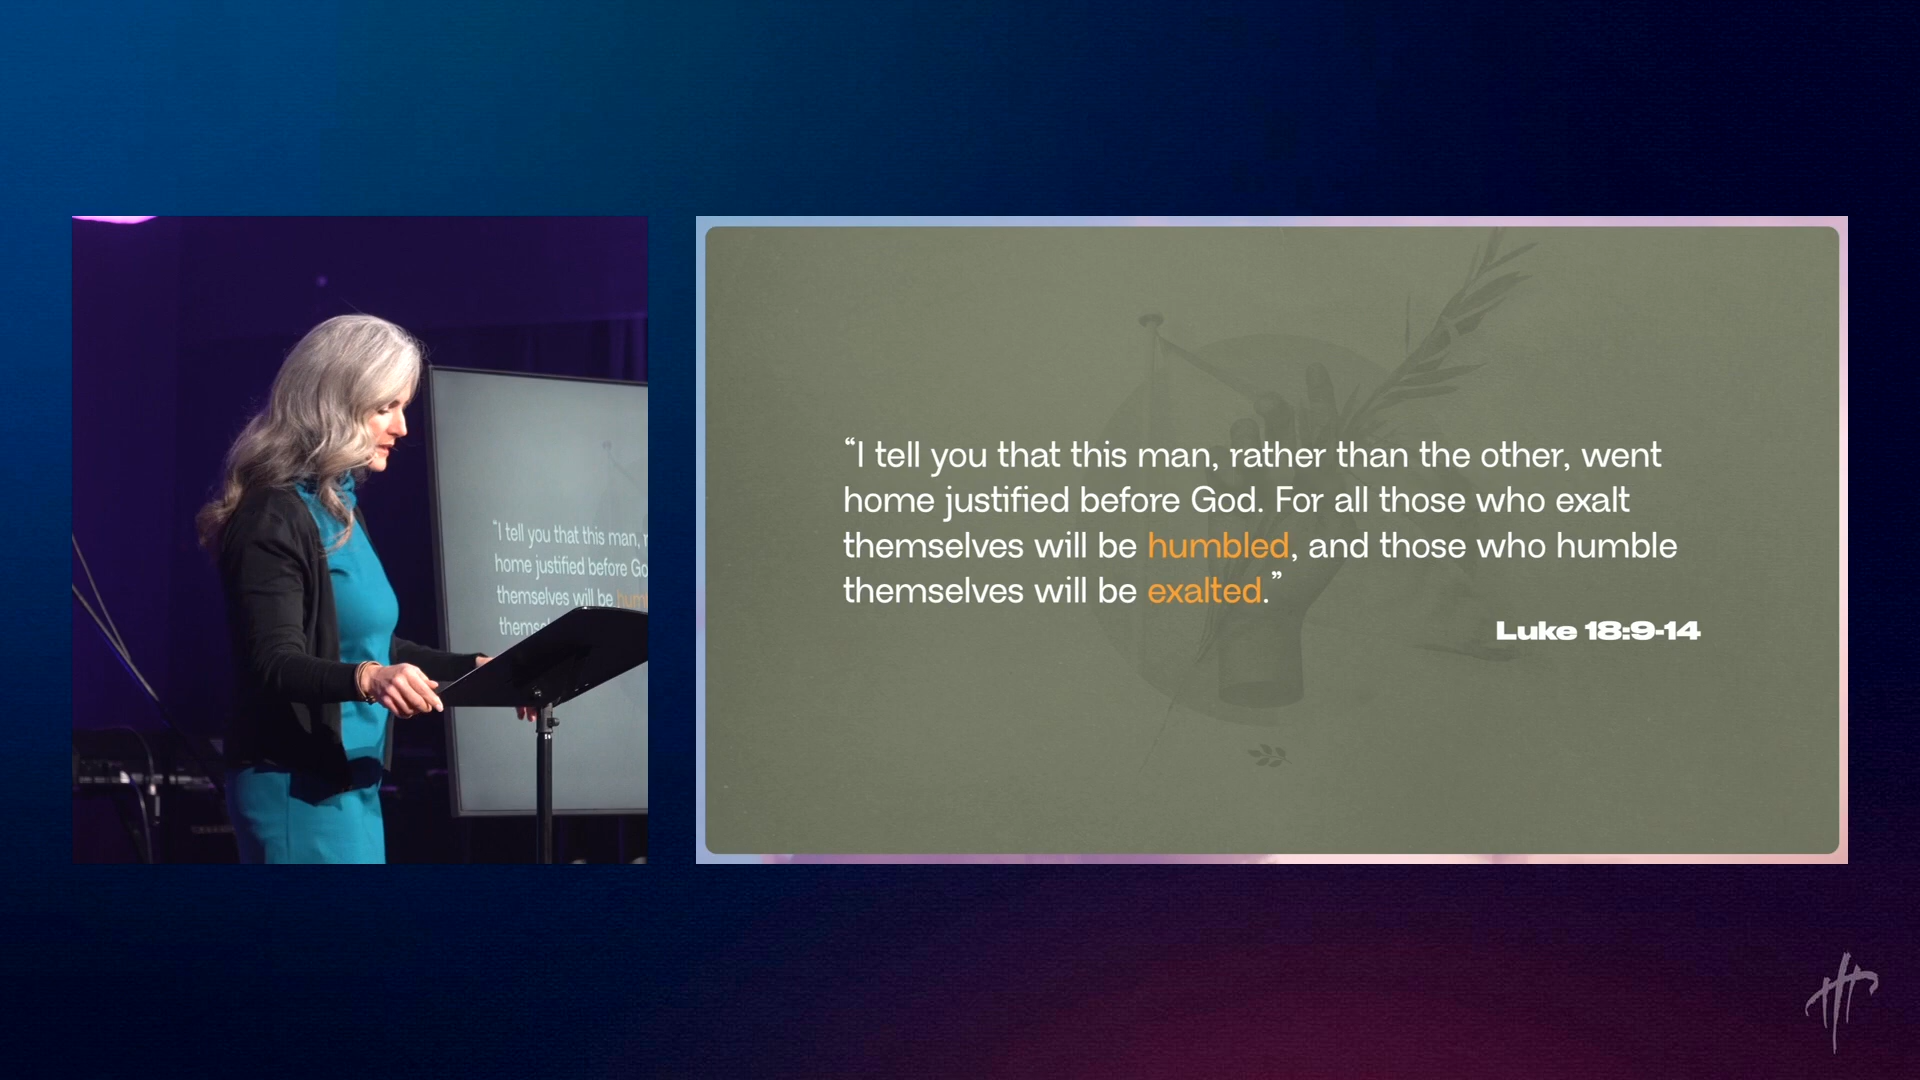 “I tell you that this man, r
home justified before Go
themselves will be hum
themsel
“I tell you that this man, rather than the other, went
home justified before God. For all those who exalt
themselves will be humbled, and those who humble
themselves will be exalted.”
Luke 18:9-14